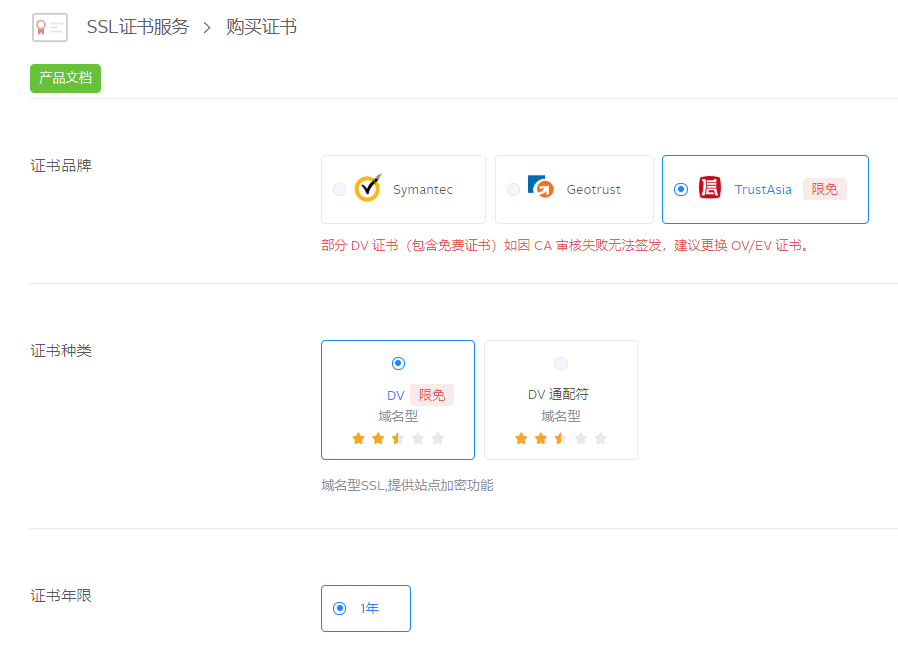 SSL证书服务 > 购买证书
产品文档
证书品牌
Symantec Geotrust 信 TrustAsia 限免
部分 DV 证书（包含免费证书）如因 CA 审核失败无法签发，建议更换 OV/EV 证书。
证书种类
DV 限免 DV 通配符
域名型 域名型
域名型SSL,提供站点加密功能
证书年限
1年